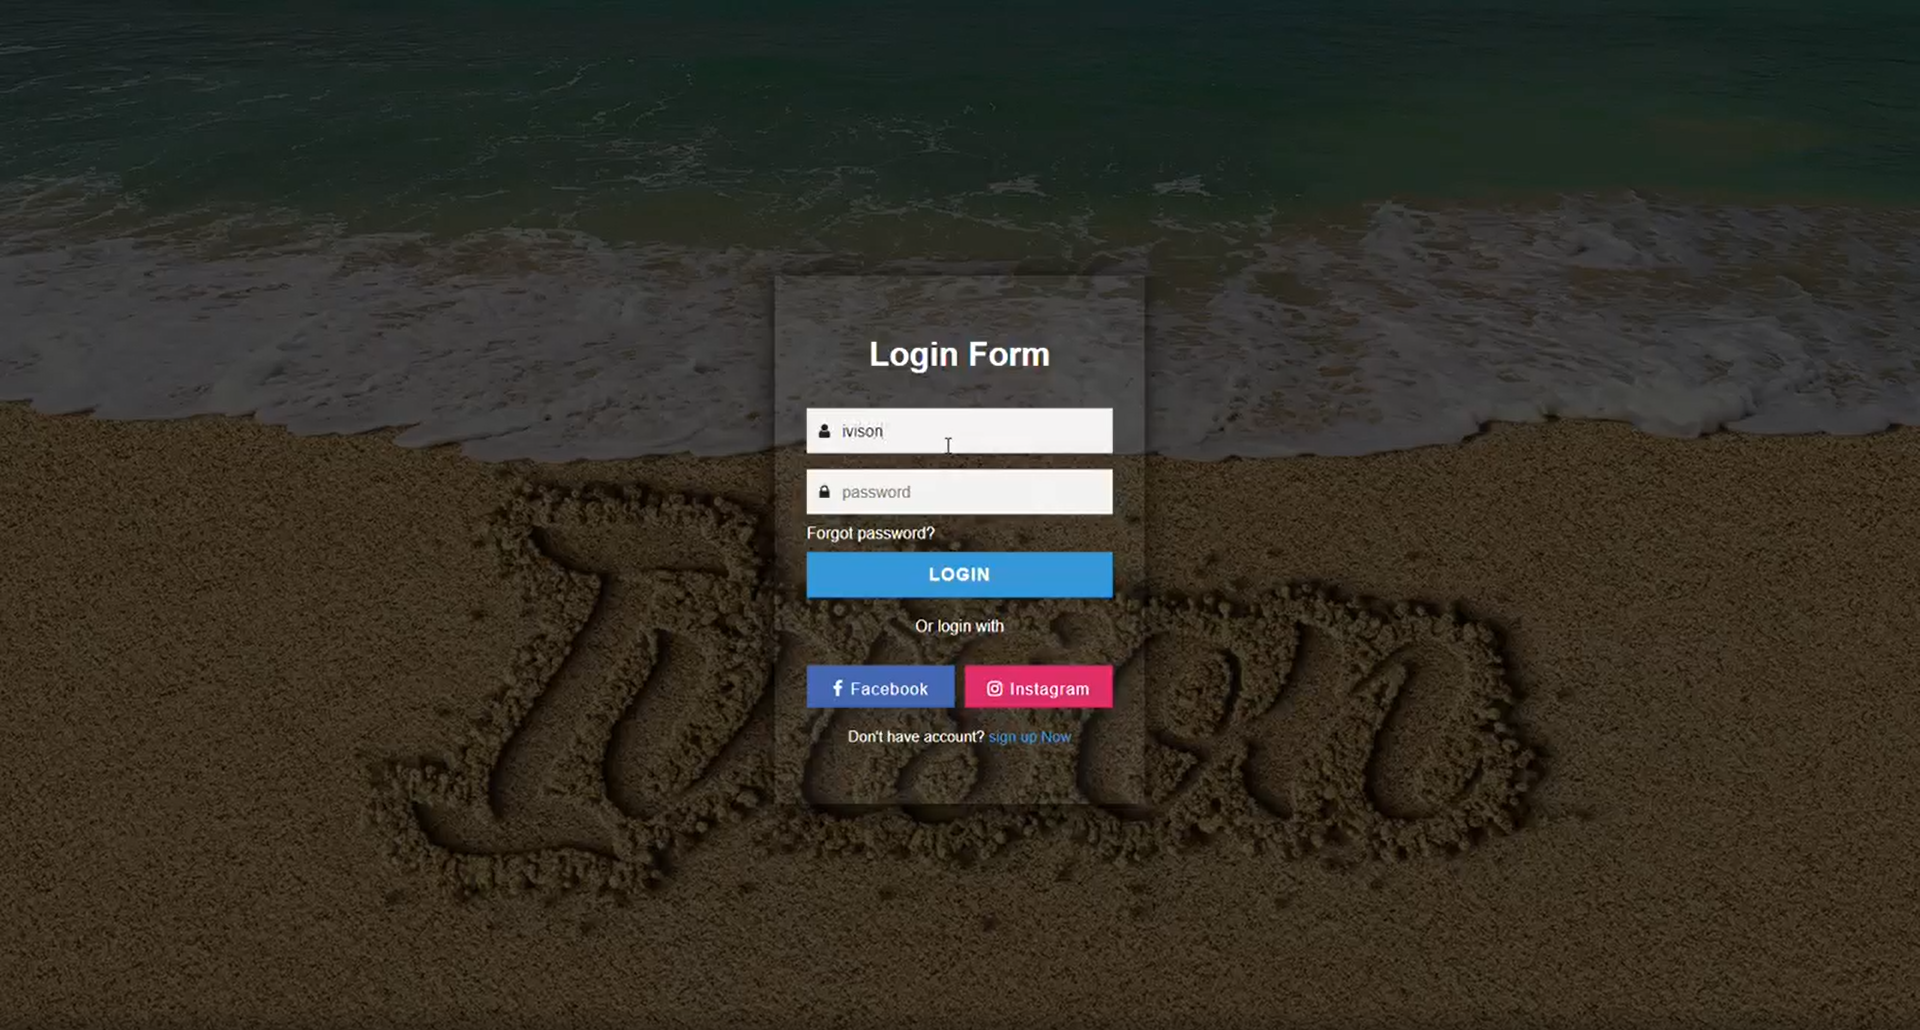 Login Form
ivison
password
Forgot password?
LOGIN
Or login with
Facebook Instagram
Don't have account? sign up Now